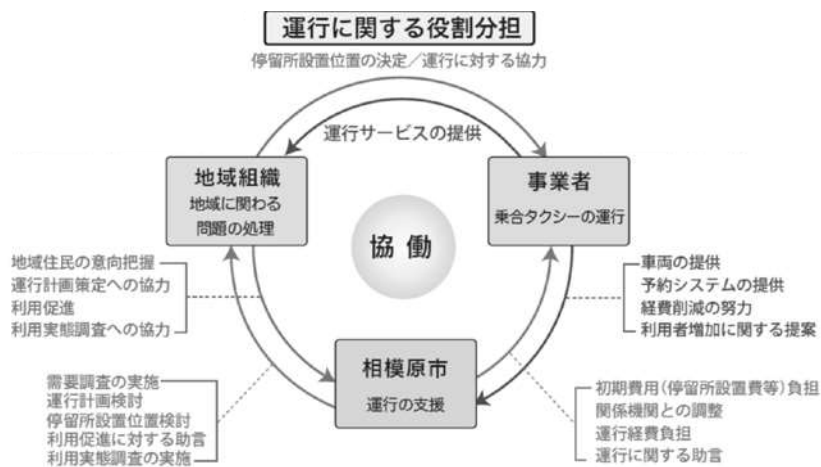 運行に関する役割分担
停留所設置位置の決定／運行に対する協力
運行サービスの提供
地域組織
地域に関わる
問題の処理
事業者
乗合タクシーの運行
協働
地域住民の意向把握
運行計画策定への協力
利用促進
利用実態調査への協力
車両の提供
予約システムの提供
経費削減の努力
利用者増加に関する提案
相模原市
運行の支援
需要調査の実施
運行計画検討
停留所設置位置検討
利用促進に対する助言
利用実態調査の実施
初期費用(停留所設置費等)負担
関係機関との調整
運行経費負担
運行に関する助言